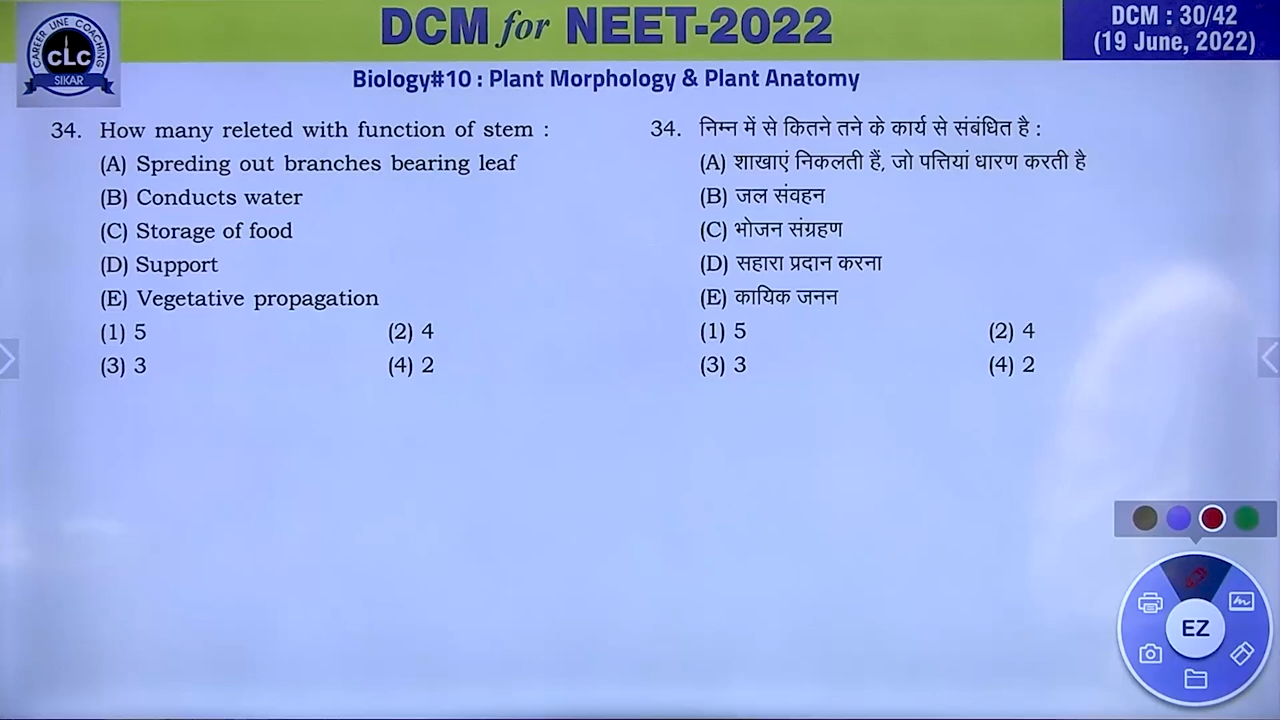 CAREER LINE COACHING
CLC
SIKAR
DCM for NEET-2022
DCM : 30/42
(19 June, 2022)
Biology#10 : Plant Morphology & Plant Anatomy
34. How many releted with function of stem :
(A) Spreding out branches bearing leaf
(B) Conducts water
(C) Storage of food
(D) Support
(E) Vegetative propagation
(1) 5 (2) 4
(3) 3 (4) 2
34. निम्न में से कितने तने के कार्य से संबंधित है :
(A) शाखाएं निकलती हैं, जो पत्तियां धारण करती है
(B) जल संवहन
(C) भोजन संग्रहण
(D) सहारा प्रदान करना
(E) कायिक जनन
(1) 5 (2) 4
(3) 3 (4) 2
EZ